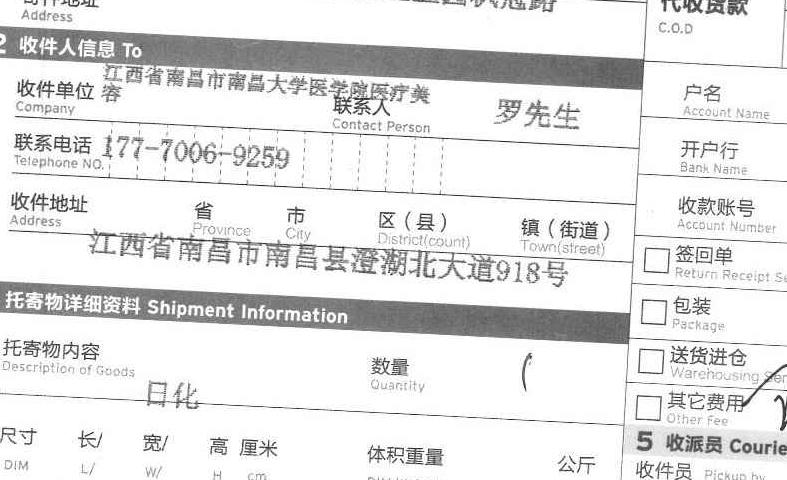 Address
代收货款
C.O.D
2 收件人信息 To
江西省南昌市南昌大学医学院医疗美
容
收件单位
Company
联系人
Contact Person
罗先生
户名
Account Name
联系电话
Telephone NO.
177-7006-9259
开户行
Bank Name
收件地址
Address
省
Province
市
City
区（县）
District(count)
镇（街道）
Town(street)
收款账号
Account Number
江西省南昌市南昌县澄湖北大道918号
签回单
Return Receipt Se
托寄物详细资料 Shipment Information
包装
Package
托寄物内容
Description of Goods
数量
Quantity
送货进仓
Warehousing Ser
日化
其它费用
Other Fee
5 收派员 Courie
尺寸
DIM
长/
L/
宽/
W/
高
H
厘米
cm
体积重量
公斤
收件员
Pickup by